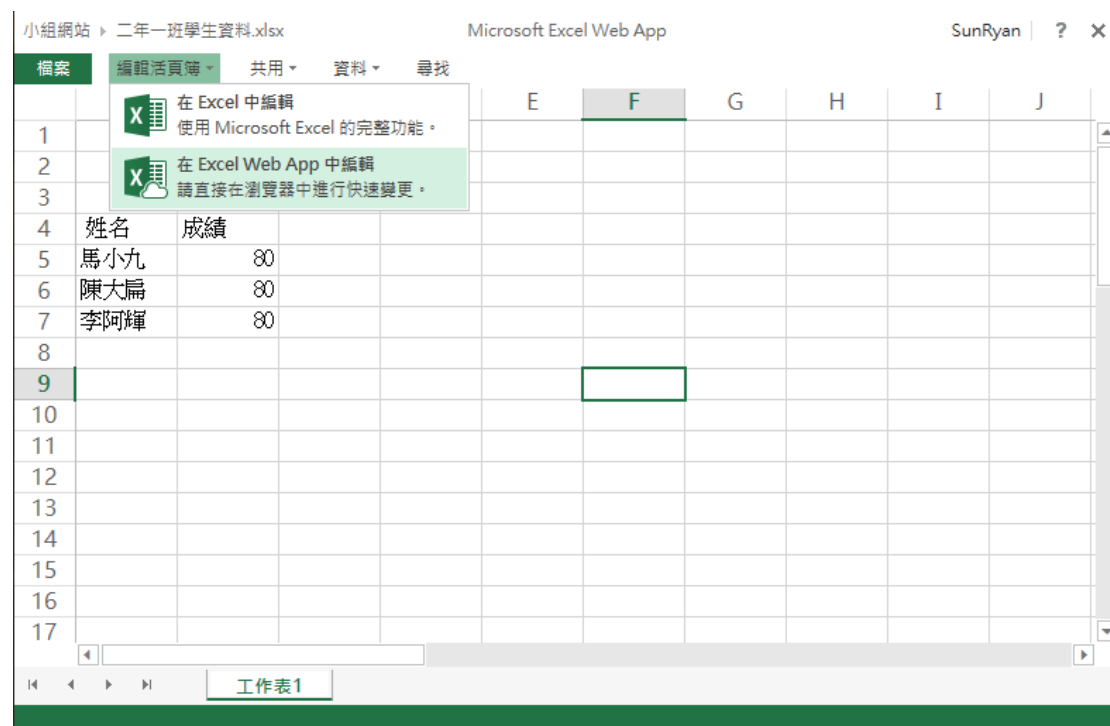 小組網站 ▸ 二年一班學生資料.xlsx Microsoft Excel Web App SunRyan ? ×
檔案 編輯活頁簿 共用 資料 尋找
在 Excel 中編輯
使用 Microsoft Excel 的完整功能。
在 Excel Web App 中編輯
請直接在瀏覽器中進行快速變更。
E F G H I J
1
2
3
4 姓名 成績
5 馬小九 80
6 陳大扁 80
7 李阿輝 80
8
9
10
11
12
13
14
15
16
17
工作表1